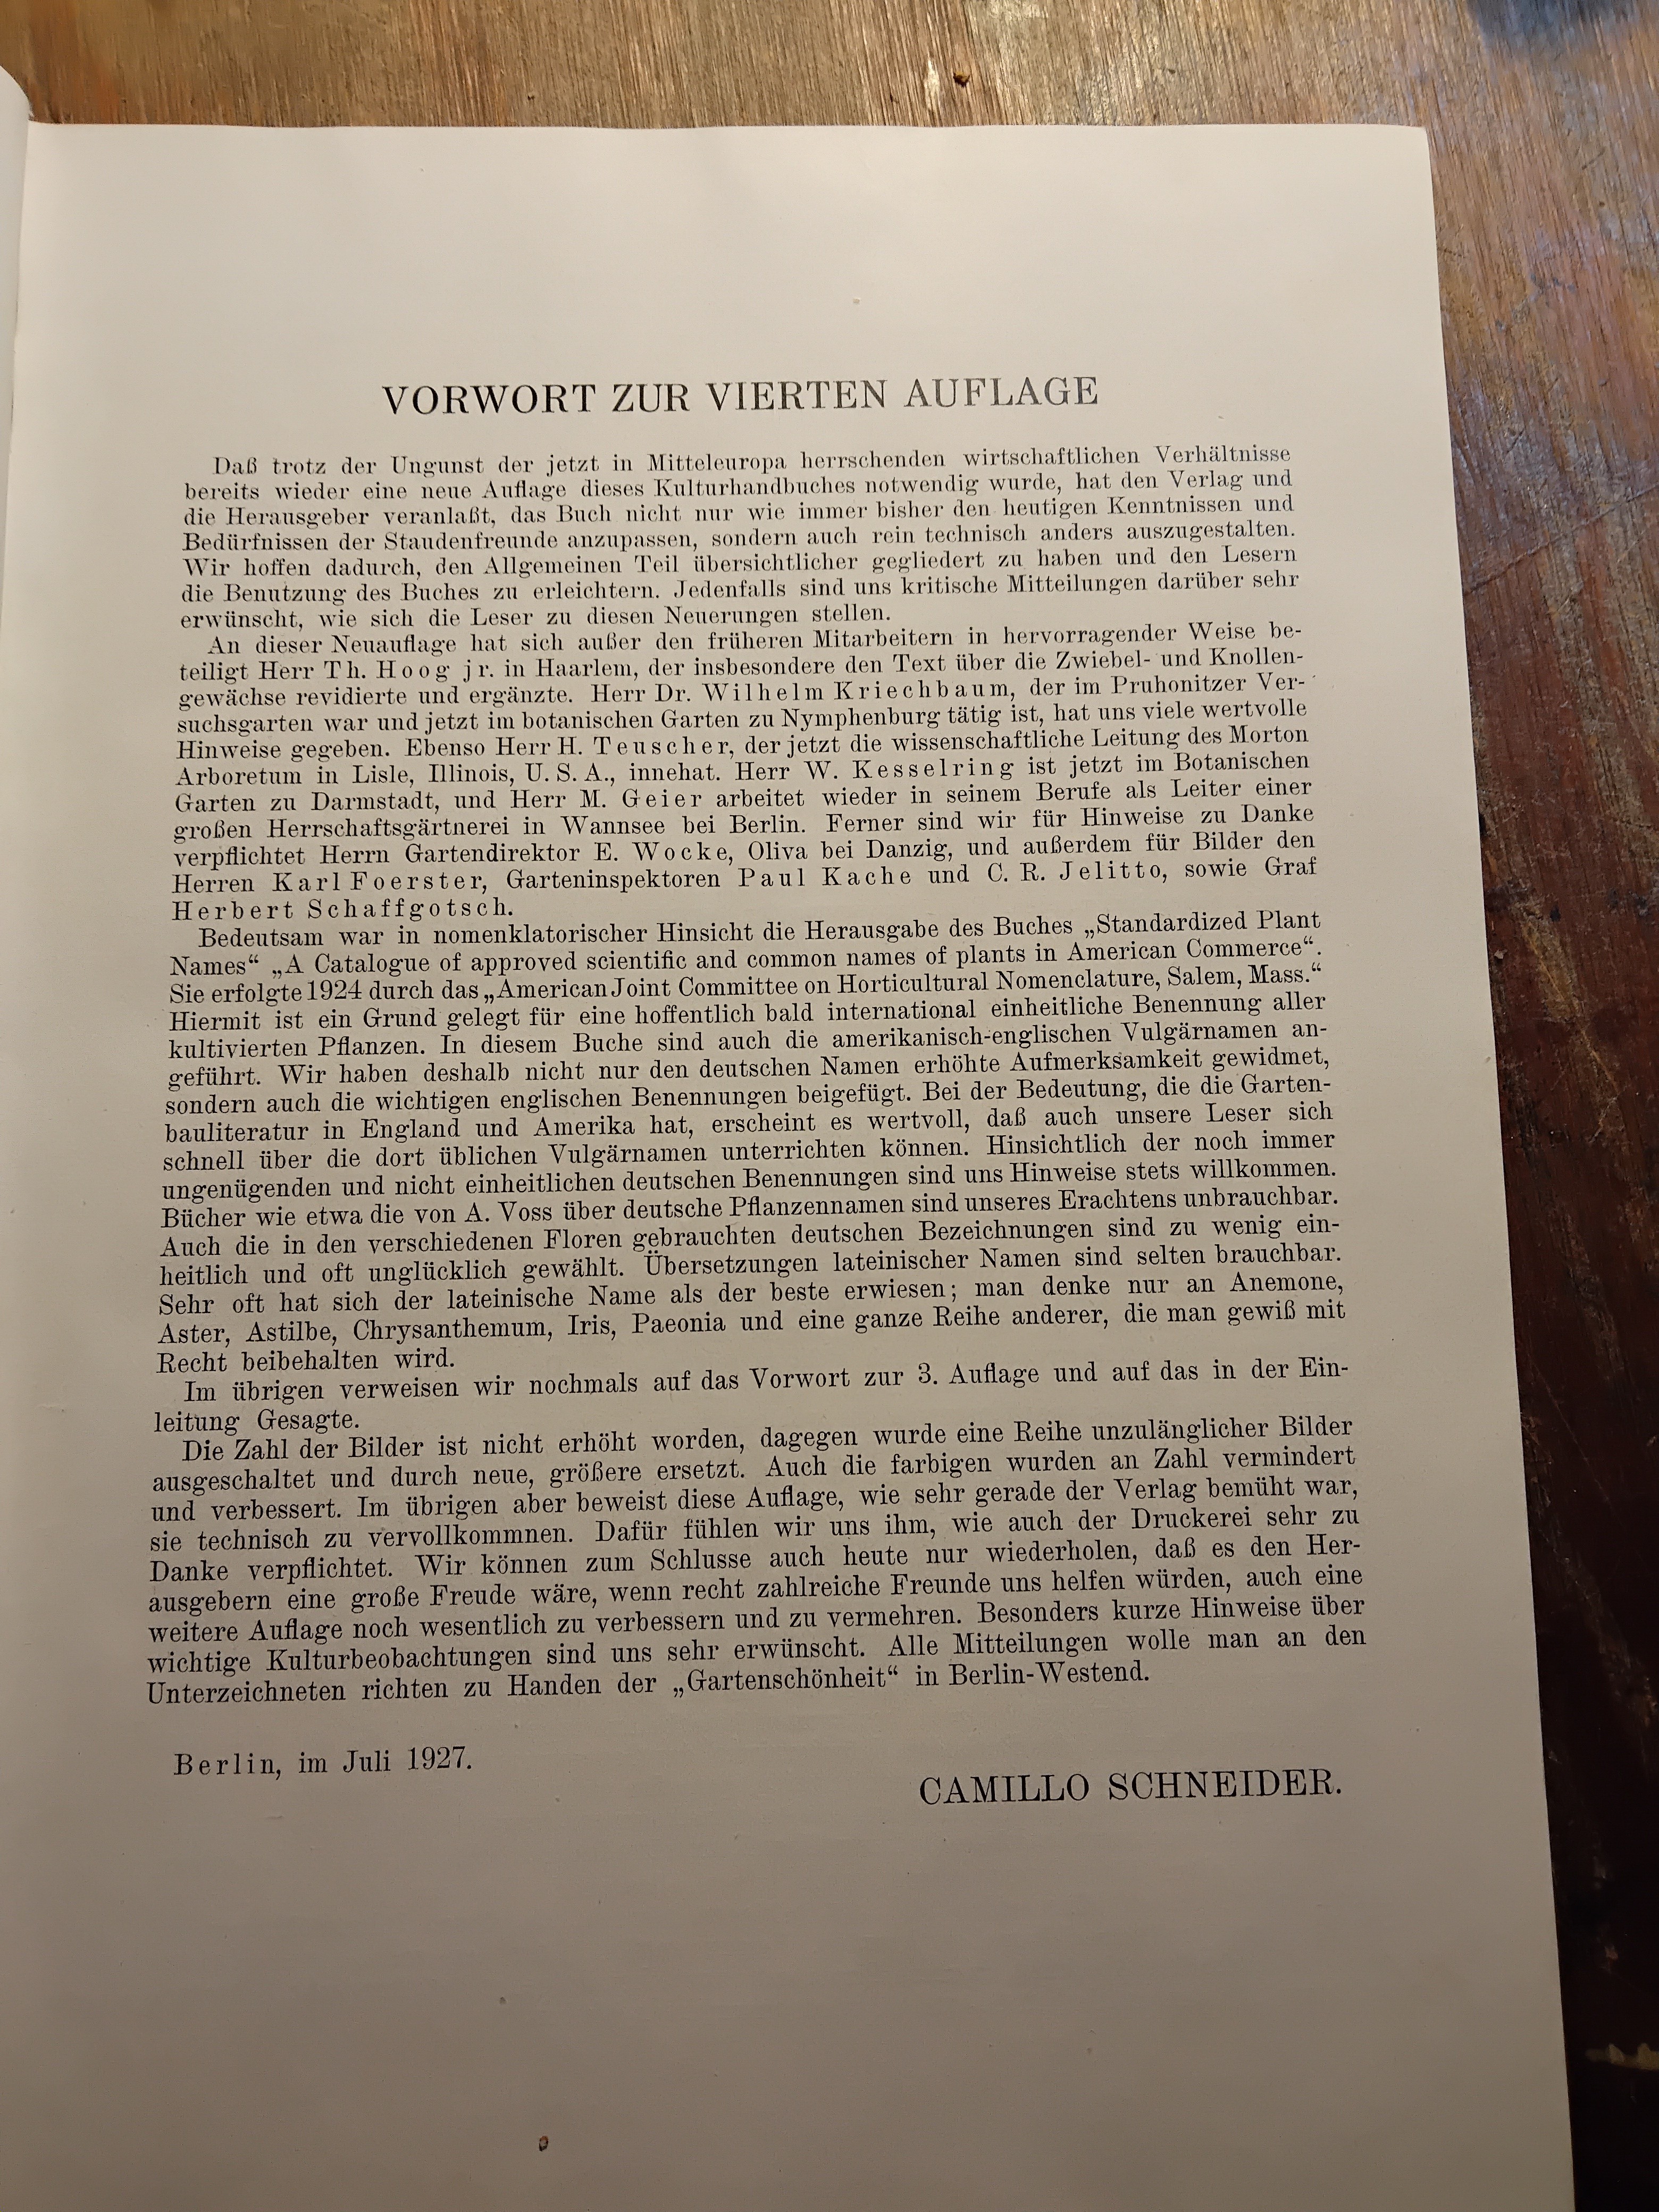 VORWORT ZUR VIERTEN AUFLAGE
Daß trotz der Ungunst der jetzt in Mitteleuropa herrschenden wirtschaftlichen Verhältnisse
bereits wieder eine neue Auflage dieses Kulturhandbuches notwendig wurde, hat den Verlag und
die Herausgeber veranlaßt, das Buch nicht nur wie immer bisher den heutigen Kenntnissen und
Bedürfnissen der Staudenfreunde anzupassen, sondern auch rein technisch anders auszugestalten.
Wir hoffen dadurch, den Allgemeinen Teil übersichtlicher gegliedert zu haben und den Lesern
die Benutzung des Buches zu erleichtern. Jedenfalls sind uns kritische Mitteilungen darüber sehr
erwünscht, wie sich die Leser zu diesen Neuerungen stellen.
An dieser Neuauflage hat sich außer den früheren Mitarbeitern in hervorragender Weise be-
teiligt Herr Th. Hoog jr. in Haarlem, der insbesondere den Text über die Zwiebel- und Knollen-
gewächse revidierte und ergänzte. Herr Dr. Wilhelm Kriechbaum, der im Pruhonitzer Ver-
suchsgarten war und jetzt im botanischen Garten zu Nymphenburg tätig ist, hat uns viele wertvolle
Hinweise gegeben. Ebenso Herr H. Teuscher, der jetzt die wissenschaftliche Leitung des Morton
Arboretum in Lisle, Illinois, U. S. A., innehat. Herr W. Kesselring ist jetzt im Botanischen
Garten zu Darmstadt, und Herr M. Geier arbeitet wieder in seinem Berufe als Leiter einer
großen Herrschaftsgärtnerei in Wannsee bei Berlin. Ferner sind wir für Hinweise zu Danke
verpflichtet Herrn Gartendirektor E. Wocke, Oliva bei Danzig, und außerdem für Bilder den
Herren Karl Foerster, Garteninspektoren Paul Kache und C. R. Jelitto, sowie Graf
Herbert Schaffgotsch.
Bedeutsam war in nomenklatorischer Hinsicht die Herausgabe des Buches „Standardized Plant
Names“ „A Catalogue of approved scientific and common names of plants in American Commerce“.
Sie erfolgte 1924 durch das „American Joint Committee on Horticultural Nomenclature, Salem, Mass.“
Hiermit ist ein Grund gelegt für eine hoffentlich bald international einheitliche Benennung aller
kultivierten Pflanzen. In diesem Buche sind auch die amerikanisch-englischen Vulgärnamen an-
geführt. Wir haben deshalb nicht nur den deutschen Namen erhöhte Aufmerksamkeit gewidmet,
sondern auch die wichtigen englischen Benennungen beigefügt. Bei der Bedeutung, die die Garten-
bauliteratur in England und Amerika hat, erscheint es wertvoll, daß auch unsere Leser sich
schnell über die dort üblichen Vulgärnamen unterrichten können. Hinsichtlich der noch immer
ungenügenden und nicht einheitlichen deutschen Benennungen sind uns Hinweise stets willkommen.
Bücher wie etwa die von A. Voss über deutsche Pflanzennamen sind unseres Erachtens unbrauchbar.
Auch die in den verschiedenen Floren gebrauchten deutschen Bezeichnungen sind zu wenig ein-
heitlich und oft unglücklich gewählt. Übersetzungen lateinischer Namen sind selten brauchbar.
Sehr oft hat sich der lateinische Name als der beste erwiesen; man denke nur an Anemone,
Aster, Astilbe, Chrysanthemum, Iris, Paeonia und eine ganze Reihe anderer, die man gewiß mit
Recht beibehalten wird.
Im übrigen verweisen wir nochmals auf das Vorwort zur 3. Auflage und auf das in der Ein-
leitung Gesagte.
Die Zahl der Bilder ist nicht erhöht worden, dagegen wurde eine Reihe unzulänglicher Bilder
ausgeschaltet und durch neue, größere ersetzt. Auch die farbigen wurden an Zahl vermindert
und verbessert. Im übrigen aber beweist diese Auflage, wie sehr gerade der Verlag bemüht war,
sie technisch zu vervollkommnen. Dafür fühlen wir uns ihm, wie auch der Druckerei sehr zu
Danke verpflichtet. Wir können zum Schlusse auch heute nur wiederholen, daß es den Her-
ausgebern eine große Freude wäre, wenn recht zahlreiche Freunde uns helfen würden, auch eine
weitere Auflage noch wesentlich zu verbessern und zu vermehren. Besonders kurze Hinweise über
wichtige Kulturbeobachtungen sind uns sehr erwünscht. Alle Mitteilungen wolle man an den
Unterzeichneten richten zu Handen der „Gartenschönheit“ in Berlin-Westend.
Berlin, im Juli 1927.
CAMILLO SCHNEIDER.